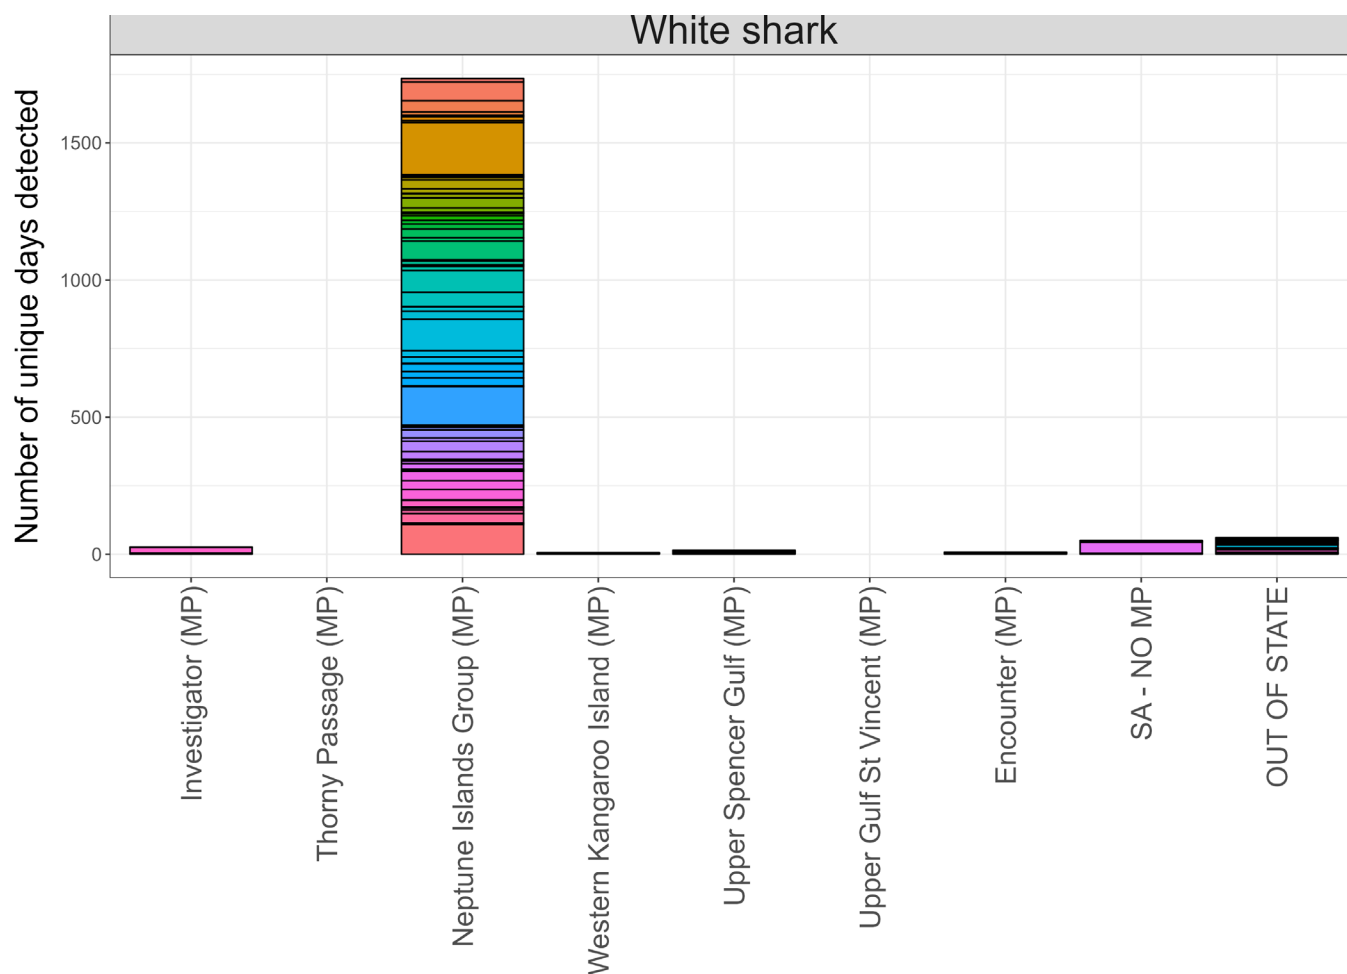 White shark
Number of unique days detected
1500
1000
500
0
Investigator (MP)
Thorny Passage (MP)
Neptune Islands Group (MP)
Western Kangaroo Island (MP)
Upper Spencer Gulf (MP)
Upper Gulf St Vincent (MP)
Encounter (MP)
SA - NO MP
OUT OF STATE